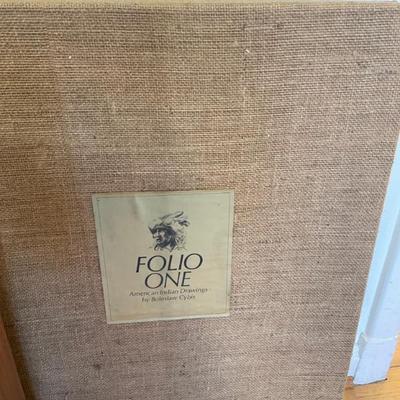 FOLIO
ONE
American Indian Drawings
by Boleslaw Cybis